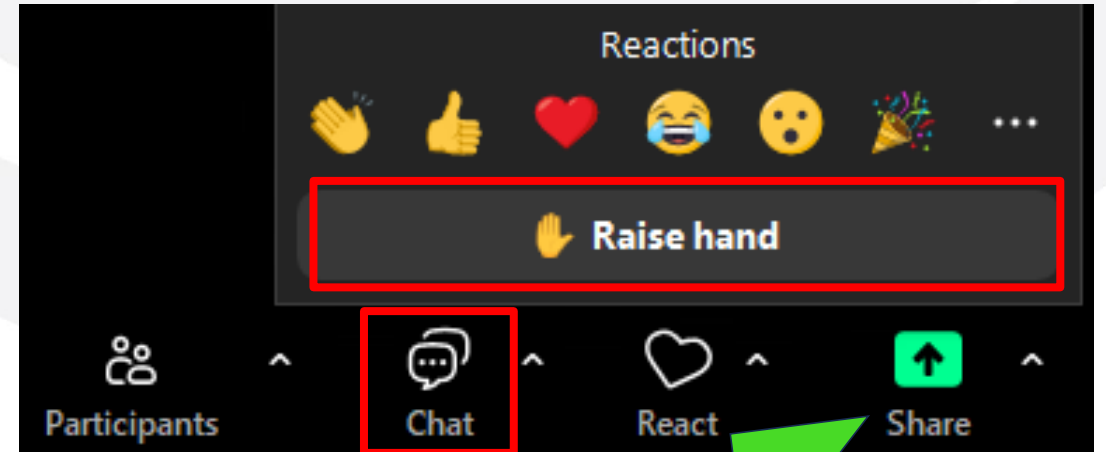 Reactions
Raise hand
Participants
Chat
React
Share